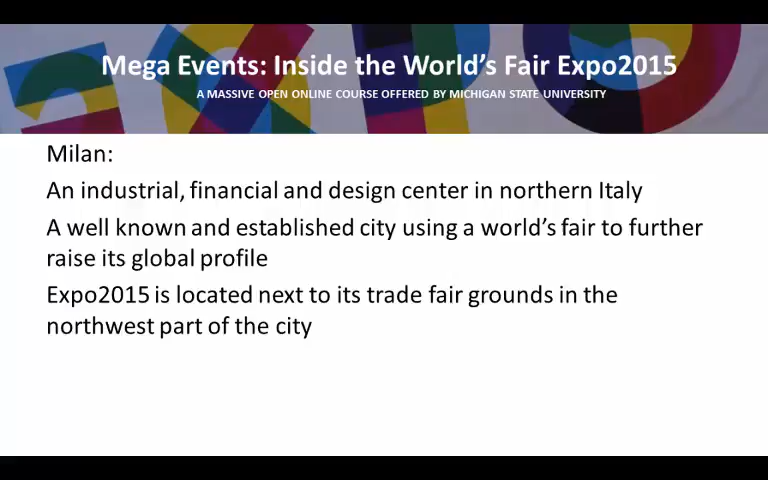 Mega Events: Inside the World's Fair Expo2015
A MASSIVE OPEN ONLINE COURSE OFFERED BY MICHIGAN STATE UNIVERSITY
Milan:
An industrial, financial and design center in northern Italy
A well known and established city using a world's fair to further
raise its global profile
Expo2015 is located next to its trade fair grounds in the
northwest part of the city